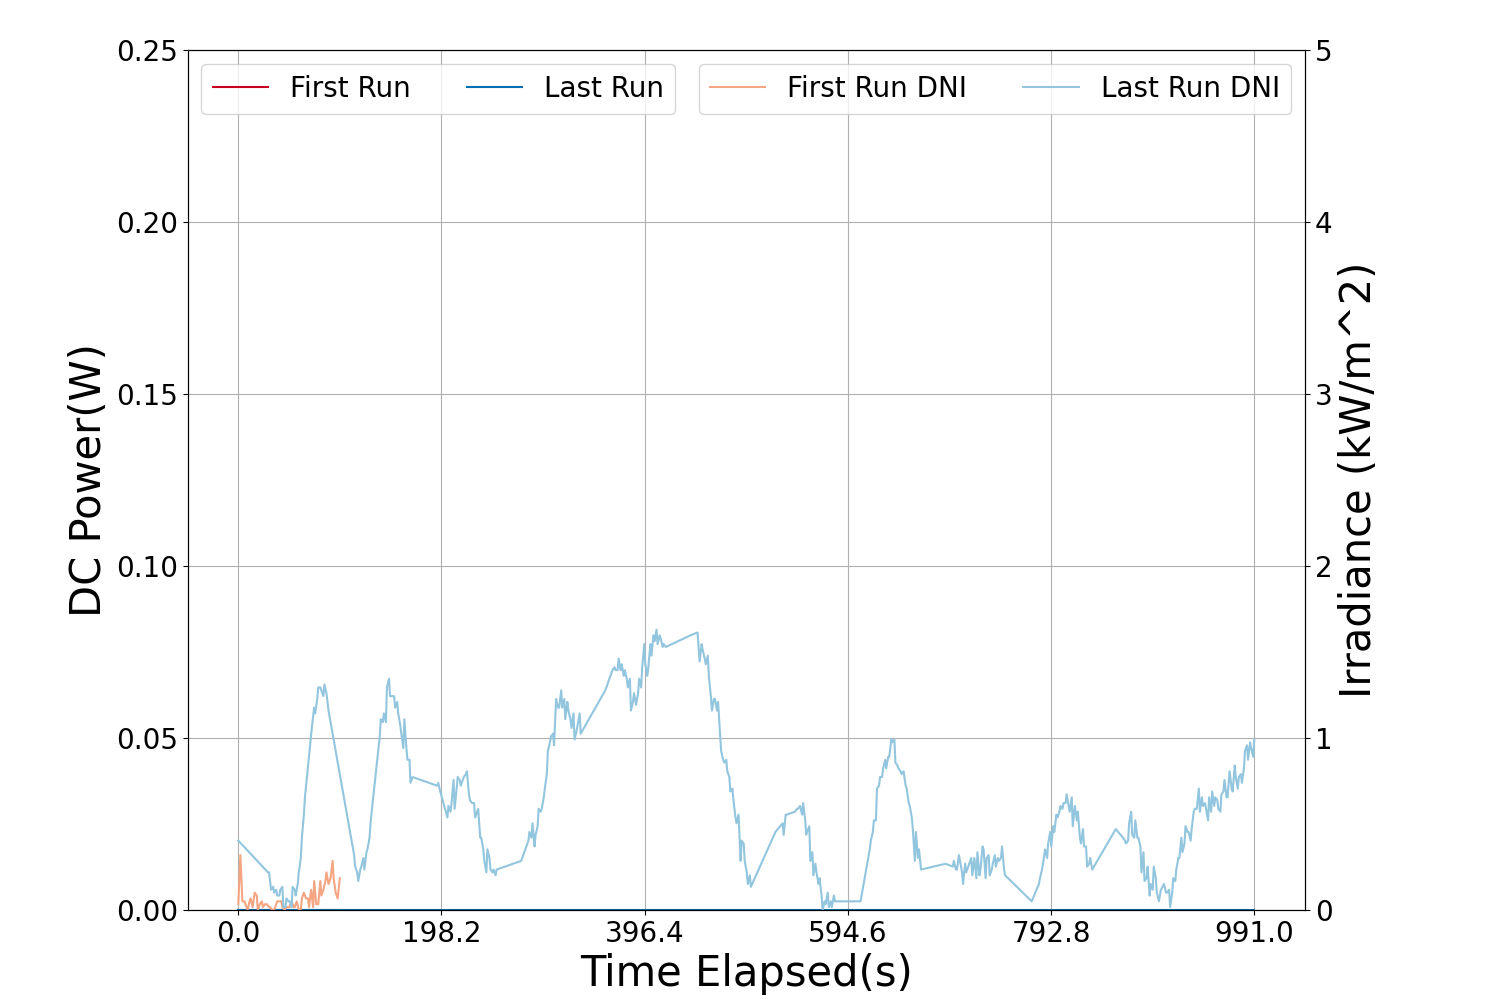 0.25
0.20
0.15
0.10
0.05
0.00
DC Power(W)
First Run
Last Run
First Run DNI
Last Run DNI
5
4
3
2
1
0
Irradiance (kW/m^2)
0.0 198.2 396.4 594.6 792.8 991.0
Time Elapsed(s)